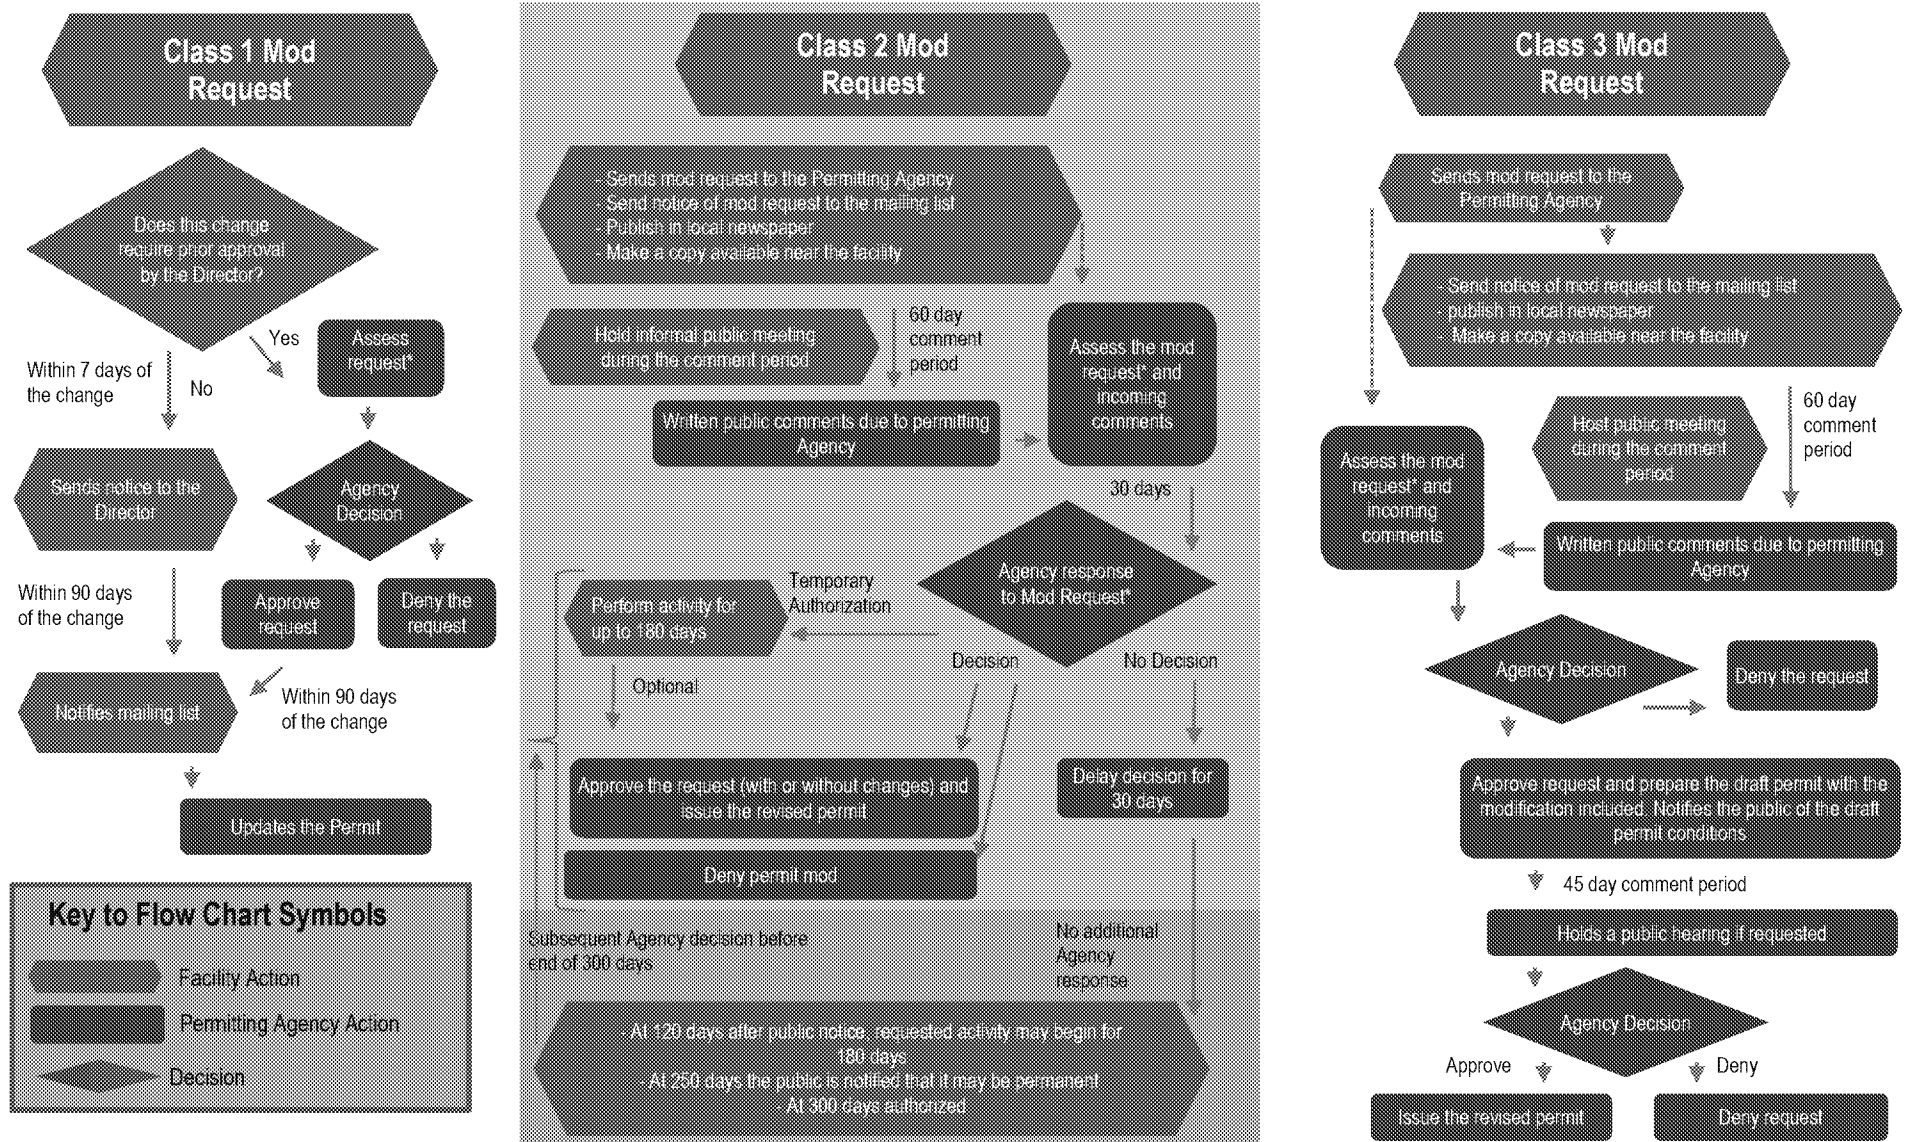 Class 1 Mod
Request
Does this change
require prior approval
by the Director?
Yes
Assess
request*
Within 7 days of
the change
No
Sends notice to the
Director
Agency
Decision
Within 90 days
of the change
Approve
request
Deny the
request
Within 90 days
of the change
Notifies mailing list
Updates the Permit
Key to Flow Chart Symbols
Facility Action
Permitting Agency Action
Decision
Class 2 Mod
Request
- Sends mod request to the Permitting Agency
- Send notice of mod request to the mailing list
- Publish in local newspaper
- Make a copy available near the facility
Hold informal public meeting
during the comment period
60 day
comment
period
Assess the mod
request* and
incoming
comments
Written public comments due to permitting
Agency
30 days
Agency response
to Mod Request*
Temporary
Authorization
Perform activity for
up to 180 days
Decision
No Decision
Optional
Approve the request (with or without changes) and
issue the revised permit
Delay decision for
30 days
Deny permit mod
Subsequent Agency decision before
end of 300 days
No additional
Agency
response
- At 120 days after public notice, requested activity may begin for
180 days
- At 250 days the public is notified that it may be permanent
- At 300 days authorized
Class 3 Mod
Request
Sends mod request to the
Permitting Agency
- Send notice of mod request to the mailing list
- publish in local newspaper
- Make a copy available near the facility
60 day
comment
period
Host public meeting
during the comment
period
Assess the mod
request* and
incoming
comments
Written public comments due to permitting
Agency
Agency Decision
Deny the request
Approve request and prepare the draft permit with the
modification included. Notifies the public of the draft
permit conditions
45 day comment period
Holds a public hearing if requested
Agency Decision
Approve
Deny
Issue the revised permit
Deny request